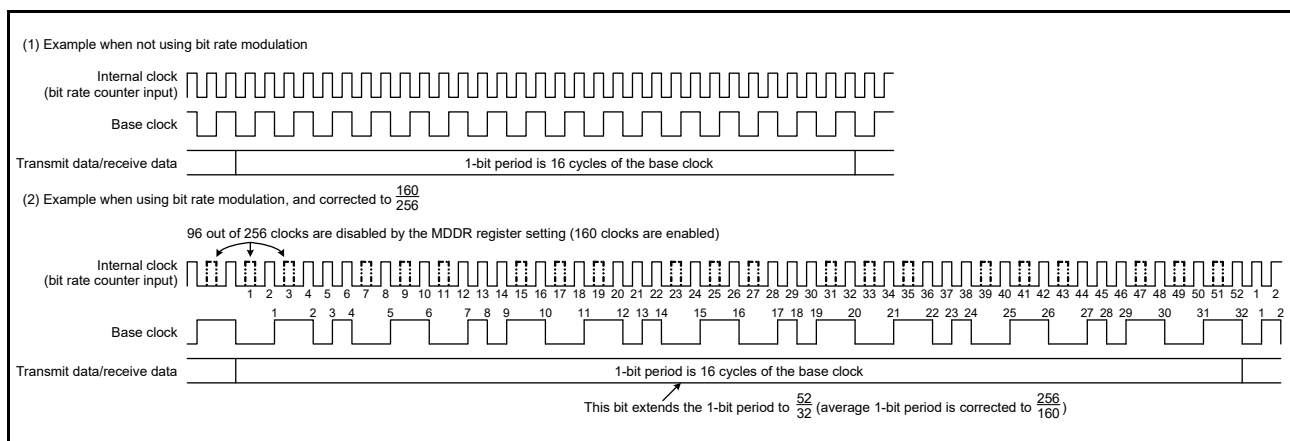 (1) Example when not using bit rate modulation
Internal clock
(bit rate counter input)
Base clock
Transmit data/receive data
1-bit period is 16 cycles of the base clock
(2) Example when using bit rate modulation, and corrected to 160/256
96 out of 256 clocks are disabled by the MDDR register setting (160 clocks are enabled)
Internal clock
(bit rate counter input)
1 2 3 4 5 6 7 8 9 10 11 12 13 14 15 16 17 18 19 20 21 22 23 24 25 26 27 28 29 30 31 32 33 34 35 36 37 38 39 40 41 42 43 44 45 46 47 48 49 50 51 52 1 2
Base clock
1 2 3 4 5 6 7 8 9 10 11 12 13 14 15 16 17 18 19 20 21 22 23 24 25 26 27 28 29 30 31 32 1 2
Transmit data/receive data
1-bit period is 16 cycles of the base clock
This bit extends the 1-bit period to 52/32 (average 1-bit period is corrected to 256/160)